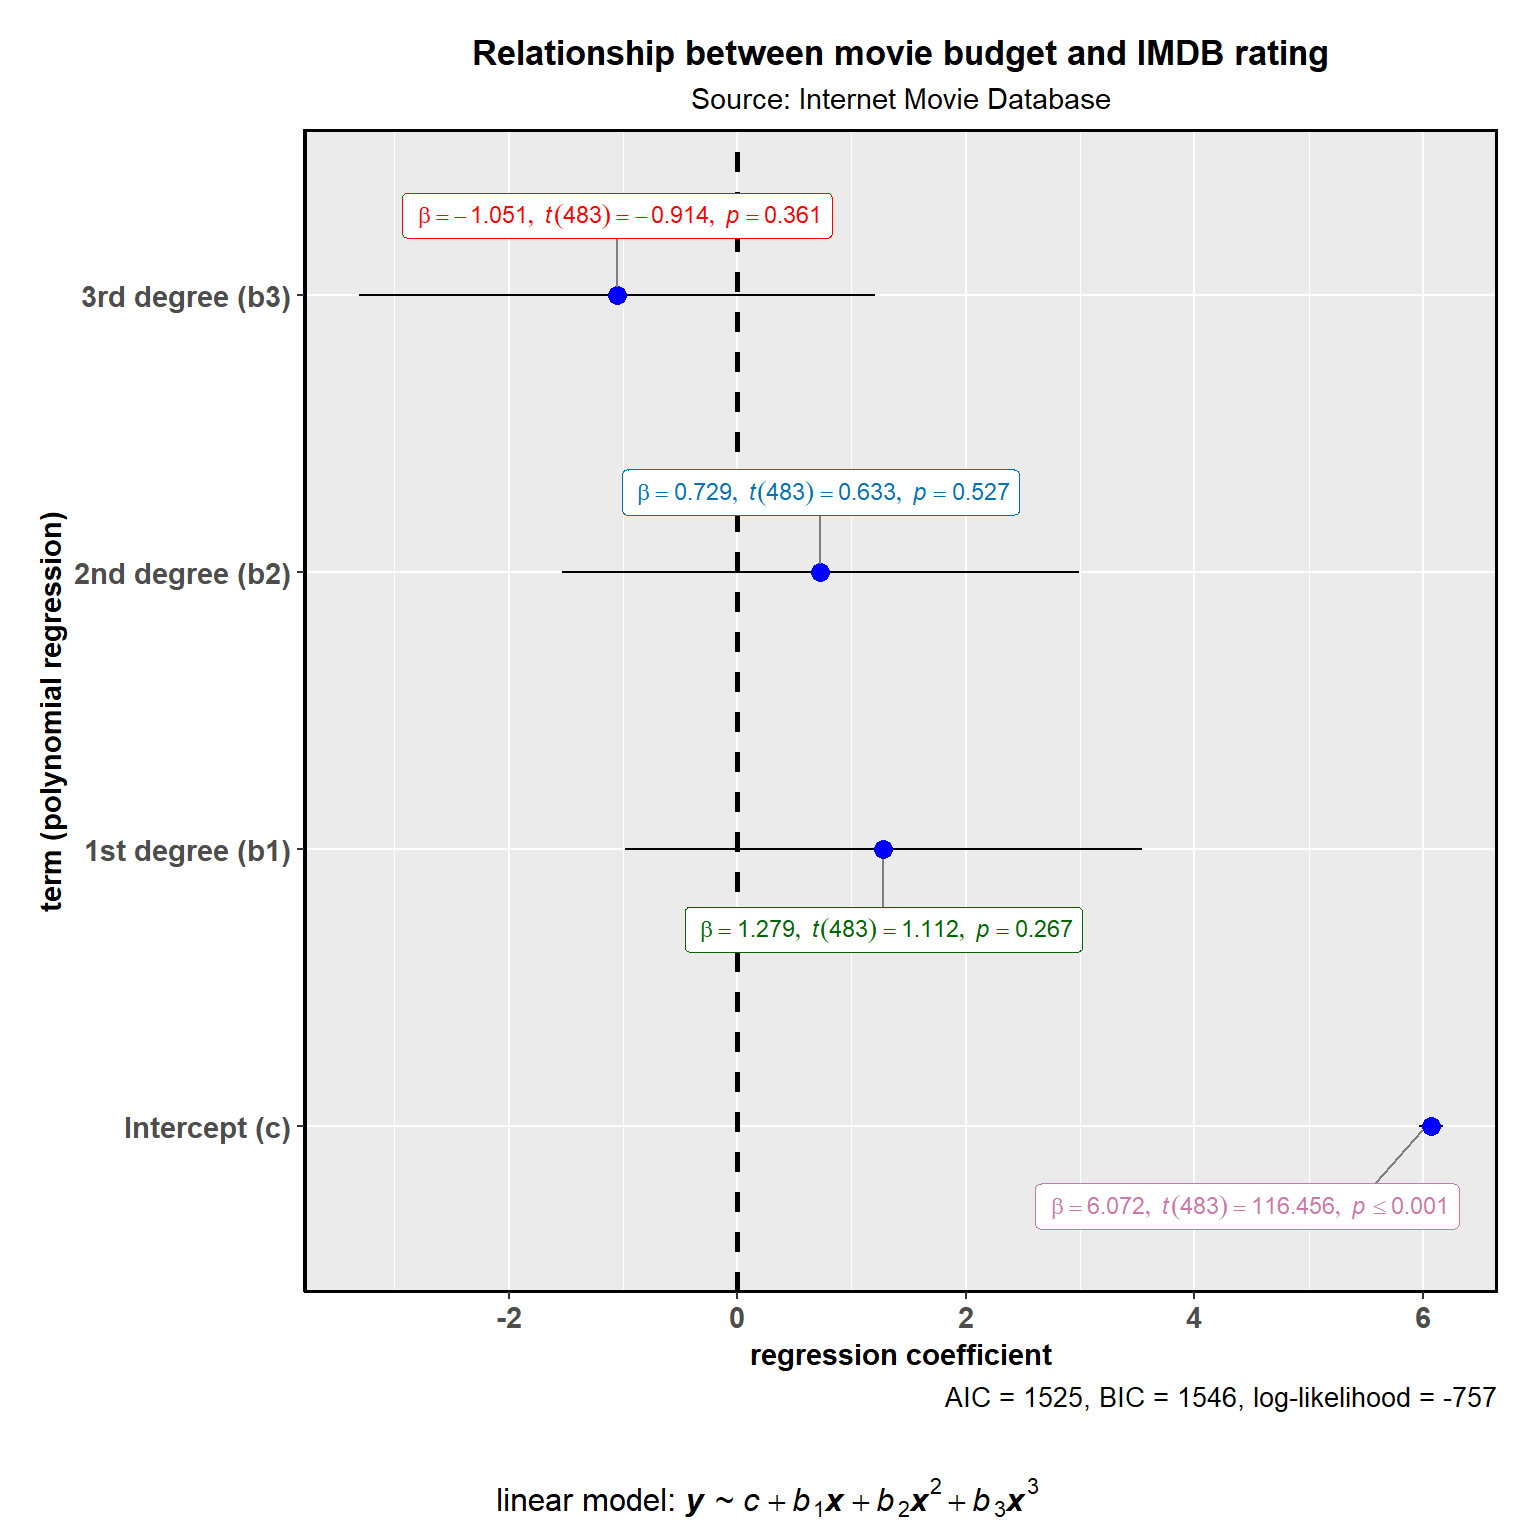 Relationship between movie budget and IMDB rating
Source: Internet Movie Database
term (polynomial regression)
3rd degree (b3)
β = −1.051, t(483) = −0.914, p = 0.361
2nd degree (b2)
β = 0.729, t(483) = 0.633, p = 0.527
1st degree (b1)
β = 1.279, t(483) = 1.112, p = 0.267
Intercept (c)
β = 6.072, t(483) = 116.456, p ≤ 0.001
-2 0 2 4 6
regression coefficient
AIC = 1525, BIC = 1546, log-likelihood = -757
linear model: y ~ c + b₁x + b₂x² + b₃x³